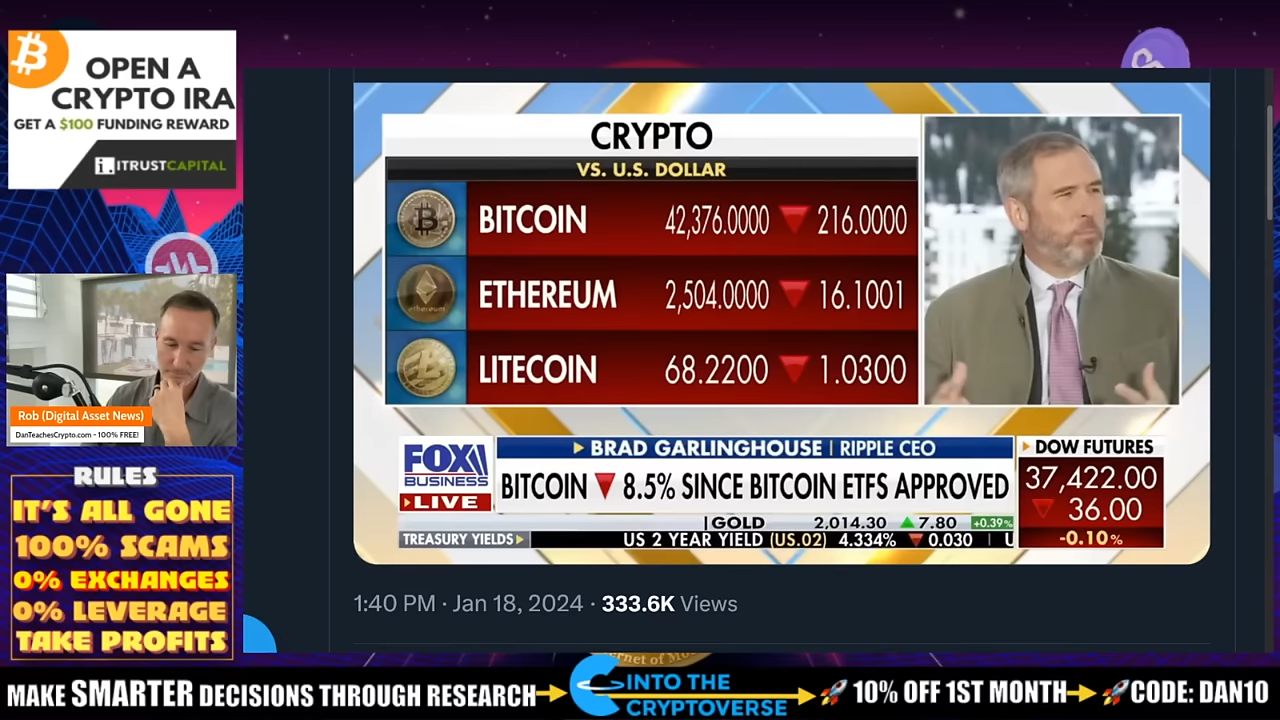 OPEN A
CRYPTO IRA
GET A $100 FUNDING REWARD
i. ITRUSTCAPITAL
Rob (Digital Asset News)
DanTeachesCrypto.com - 100% FREE!
RULES
IT'S ALL GONE
100% SCAMS
0% EXCHANGES
0% LEVERAGE
TAKE PROFITS
CRYPTO
VS. U.S. DOLLAR
BITCOIN 42,376.0000 ▼ 216.0000
ETHEREUM 2,504.0000 ▼ 16.1001
LITECOIN 68.2200 ▼ 1.0300
ethereum
FOX
BUSINESS
LIVE
BRAD GARLINGHOUSE | RIPPLE CEO
BITCOIN ▼ 8.5% SINCE BITCOIN ETFS APPROVED
| GOLD 2,014.30 ▲ 7.80 +0.39%
TREASURY YIELDS US 2 YEAR YIELD (US.02) 4.334% ▼ 0.030 | U
DOW FUTURES
37,422.00
▼ 36.00
-0.10%
1:40 PM · Jan 18, 2024 · 333.6K Views
MAKE SMARTER DECISIONS THROUGH RESEARCH
INTO THE
CRYPTOVERSE
10% OFF 1ST MONTH
CODE: DAN10